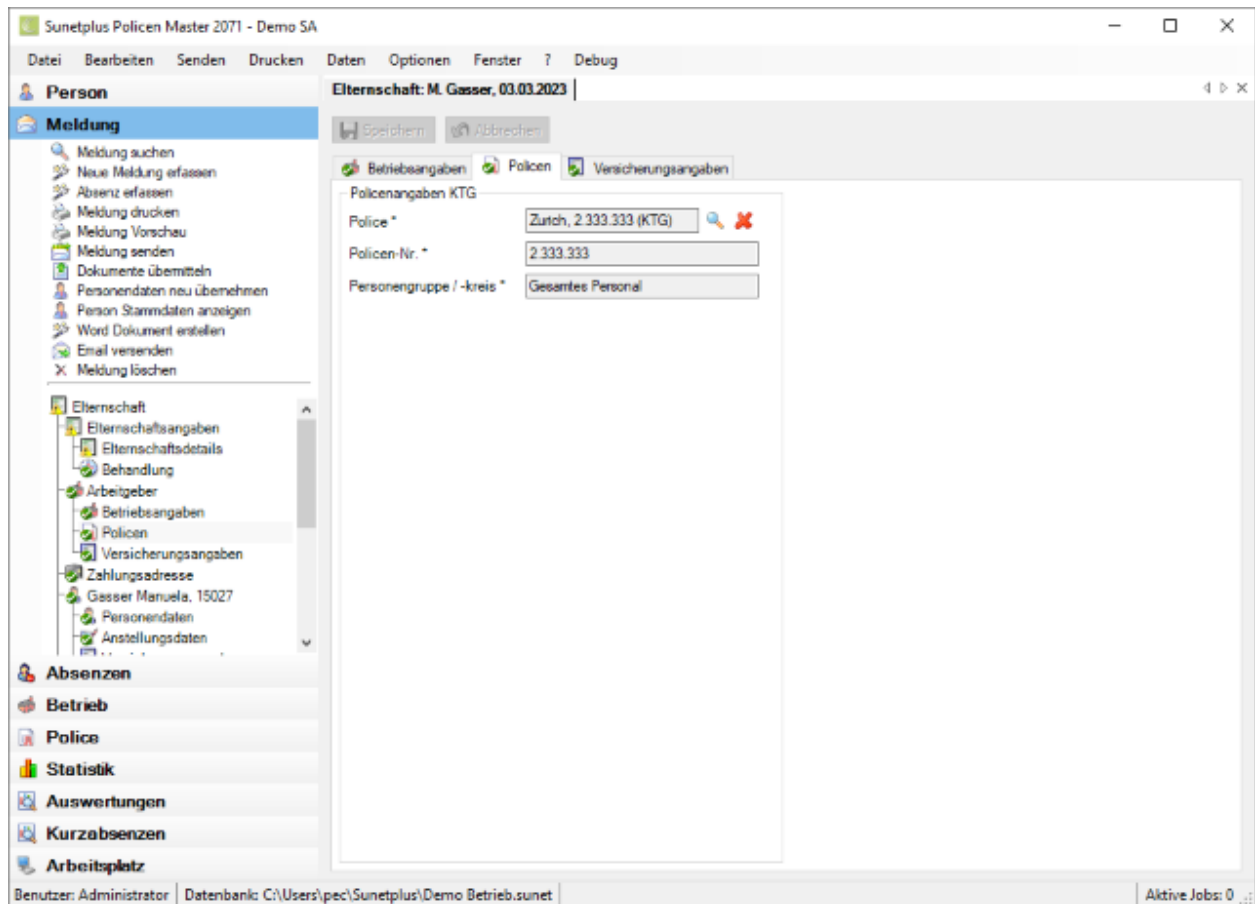 Sunetplus Policen Master 2071 - Demo SA
Datei Bearbeiten Senden Drucken Daten Optionen Fenster ? Debug
Person
Meldung
Meldung suchen
Neue Meldung erfassen
Absenz erfassen
Meldung drucken
Meldung Vorschau
Meldung senden
Dokumente übermitteln
Personendaten neu übernehmen
Person Stammdaten anzeigen
Word Dokument erstellen
Email versenden
Meldung löschen
Elternschaft
Elternschaftsangaben
Elternschaftsdetails
Behandlung
Arbeitgeber
Betriebsangaben
Policen
Versicherungsangaben
Zahlungsadresse
Gasser Manuela, 15027
Personendaten
Anstellungsdaten
Absenzen
Betrieb
Police
Statistik
Auswertungen
Kurzabsenzen
Arbeitsplatz
Elternschaft: M. Gasser, 03.03.2023
Speichern Abbrechen
Betriebsangaben Policen Versicherungsangaben
Policenangaben KTG
Police * Zurich, 2.333.333 (KTG)
Policen-Nr. * 2.333.333
Personengruppe / -kreis * Gesamtes Personal
Benutzer: Administrator Datenbank: C:\Users\pec\Sunetplus\Demo Betrieb.sunet Aktive Jobs: 0